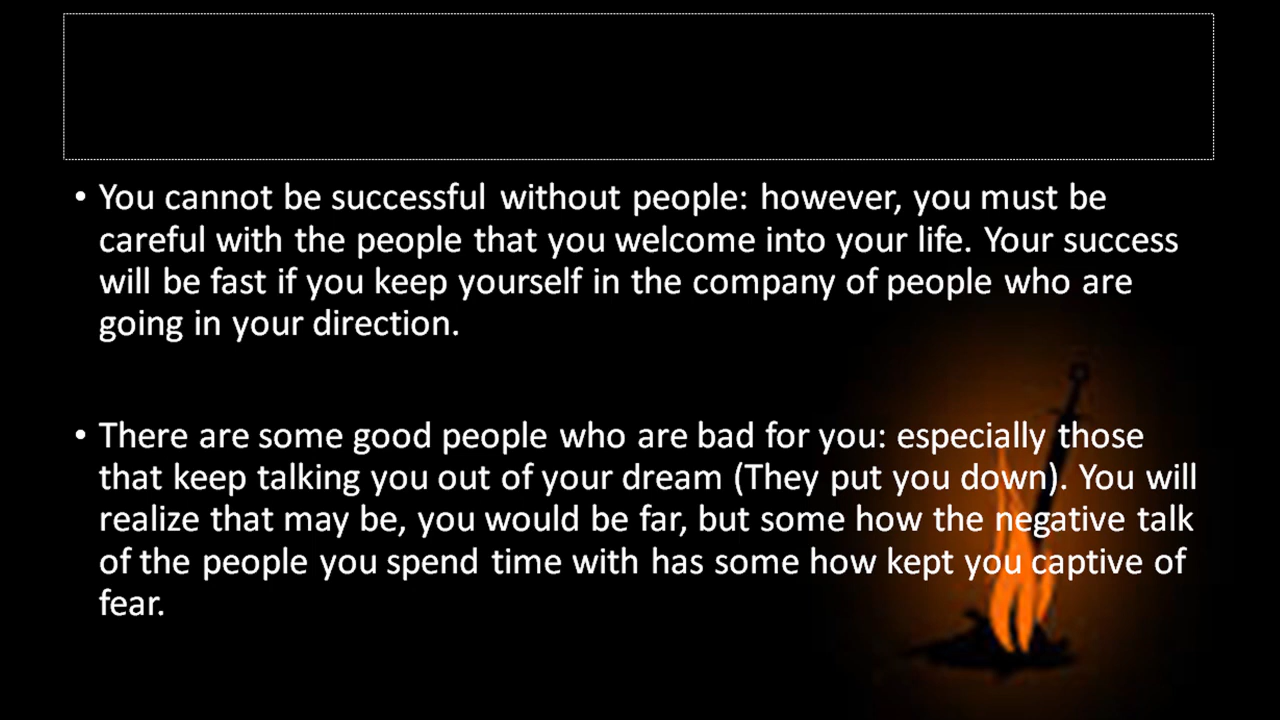 • You cannot be successful without people: however, you must be
careful with the people that you welcome into your life. Your success
will be fast if you keep yourself in the company of people who are
going in your direction.
• There are some good people who are bad for you: especially those
that keep talking you out of your dream (They put you down). You will
realize that may be, you would be far, but some how the negative talk
of the people you spend time with has some how kept you captive of
fear.